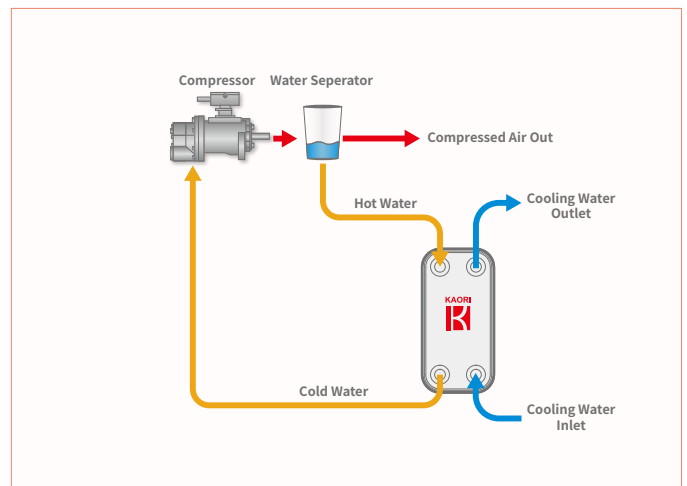 Compressor
Water Seperator
Compressed Air Out
Hot Water
Cooling Water
Outlet
KAORI
Cold Water
Cooling Water
Inlet